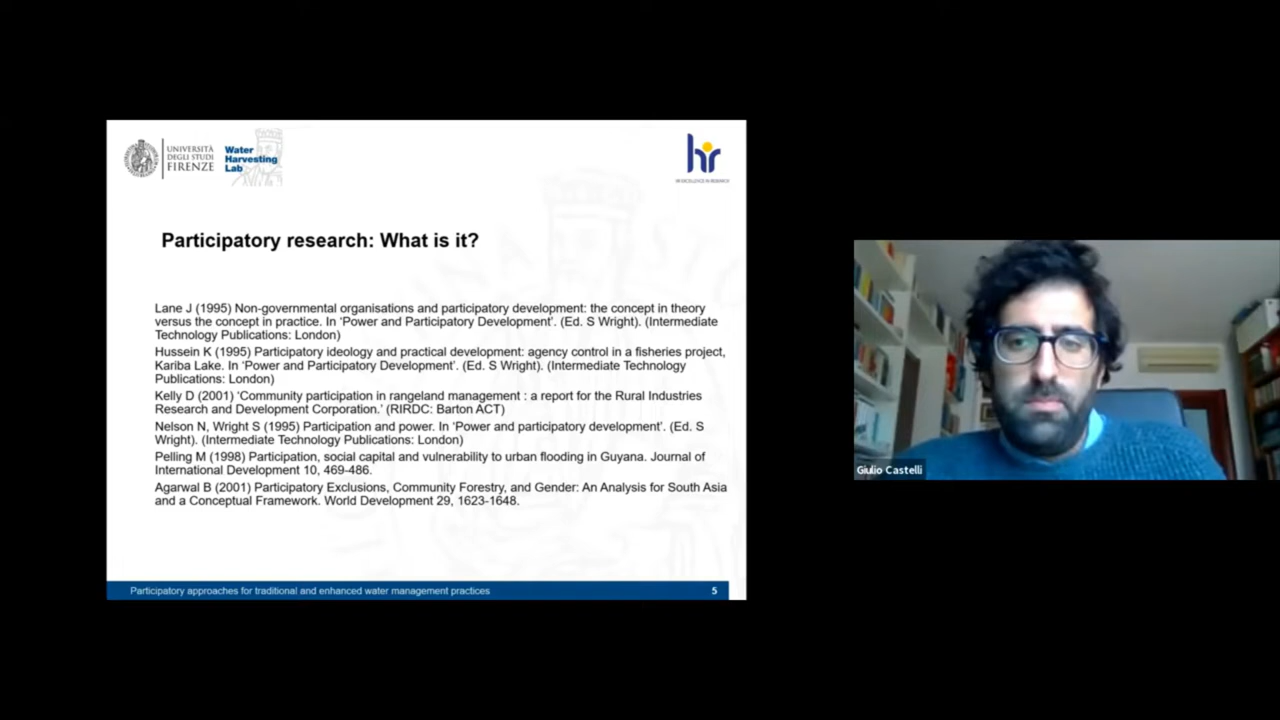 UNIVERSITÀ
DEGLI STUDI
FIRENZE
Water
Harvesting
Lab
hr
HR EXCELLENCE IN RESEARCH
Participatory research: What is it?
Lane J (1995) Non-governmental organisations and participatory development: the concept in theory
versus the concept in practice. In ‘Power and Participatory Development’. (Ed. S Wright). (Intermediate
Technology Publications: London)
Hussein K (1995) Participatory ideology and practical development: agency control in a fisheries project,
Kariba Lake. In ‘Power and Participatory Development’. (Ed. S Wright). (Intermediate Technology
Publications: London)
Kelly D (2001) ‘Community participation in rangeland management : a report for the Rural Industries
Research and Development Corporation.’ (RIRDC: Barton ACT)
Nelson N, Wright S (1995) Participation and power. In ‘Power and participatory development’. (Ed. S
Wright). (Intermediate Technology Publications: London)
Pelling M (1998) Participation, social capital and vulnerability to urban flooding in Guyana. Journal of
International Development 10, 469-486.
Agarwal B (2001) Participatory Exclusions, Community Forestry, and Gender: An Analysis for South Asia
and a Conceptual Framework. World Development 29, 1623-1648.
Participatory approaches for traditional and enhanced water management practices
5
Giulio Castelli